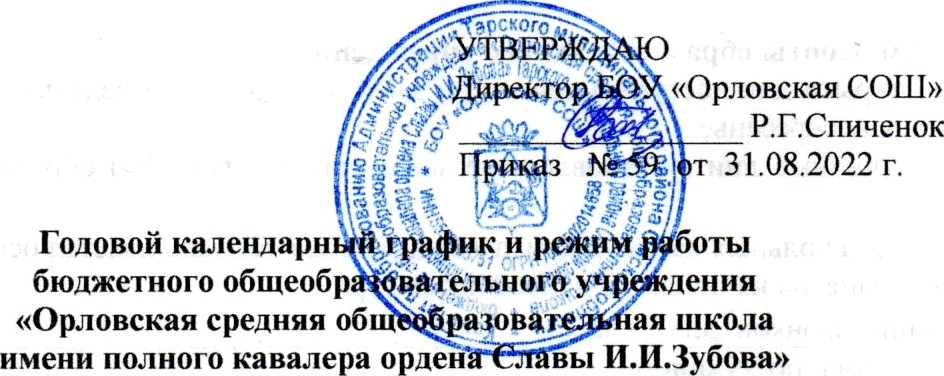 УТВЕРЖДАЮ
Директор БОУ «Орловская СОШ»
Р.Г.Спиченок
Приказ № 59 от 31.08.2022 г.
Годовой календарный график и режим работы
бюджетного общеобразовательного учреждения
«Орловская средняя общеобразовательная школа
имени полного кавалера ордена Славы И.И.Зубова»